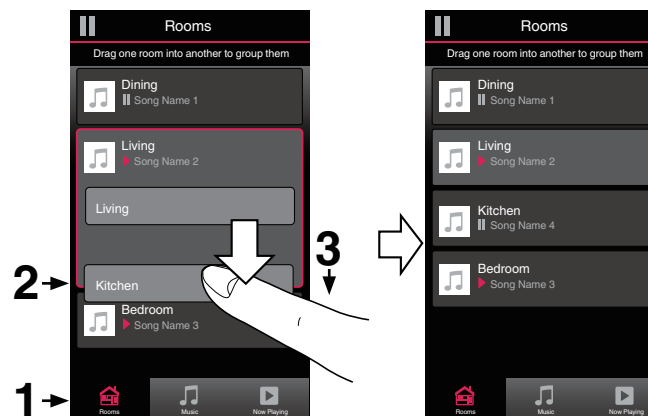 Rooms
Drag one room into another to group them
Dining
Song Name 1
Living
Song Name 2
Living
Kitchen
Bedroom
Song Name 3
Rooms
Music
Now Playing
1
2
3
Rooms
Drag one room into another to group them
Dining
Song Name 1
Living
Song Name 2
Kitchen
Song Name 4
Bedroom
Song Name 3
Rooms
Music
Now Playing